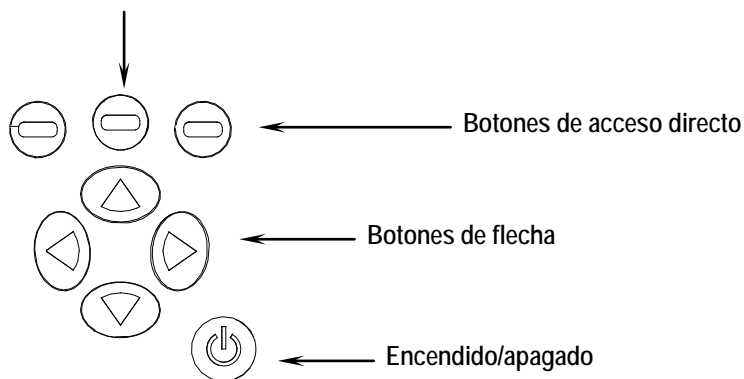 Botones de acceso directo
Botones de flecha
Encendido/apagado